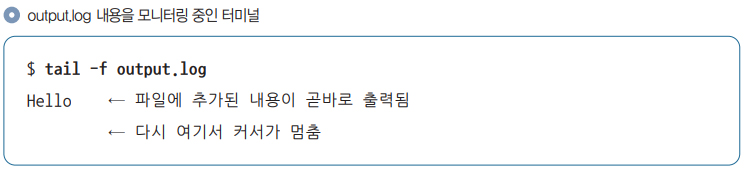 output.log 내용을 모니터링 중인 터미널
$ tail -f output.log
Hello ← 파일에 추가된 내용이 곧바로 출력됨
← 다시 여기서 커서가 멈춤